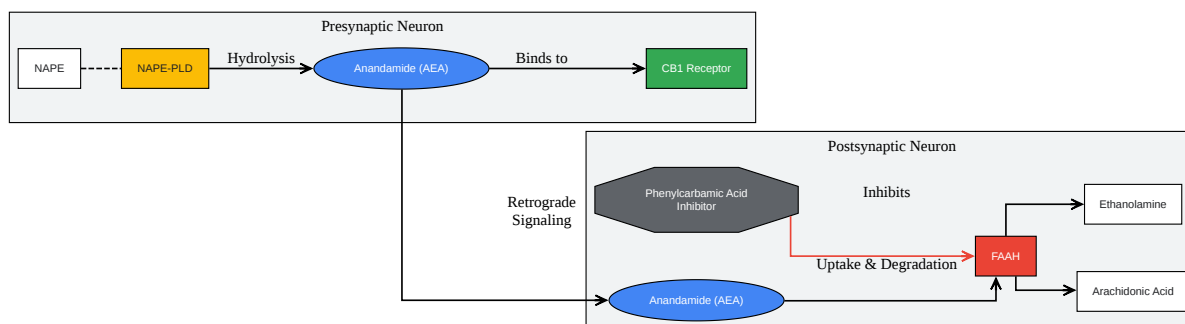 Presynaptic Neuron
NAPE
NAPE-PLD
Hydrolysis
Anandamide (AEA)
Binds to
CB1 Receptor
Retrograde
Signaling
Postsynaptic Neuron
Phenylcarbamic Acid
Inhibitor
Inhibits
Ethanolamine
Uptake & Degradation
FAAH
Anandamide (AEA)
Arachidonic Acid